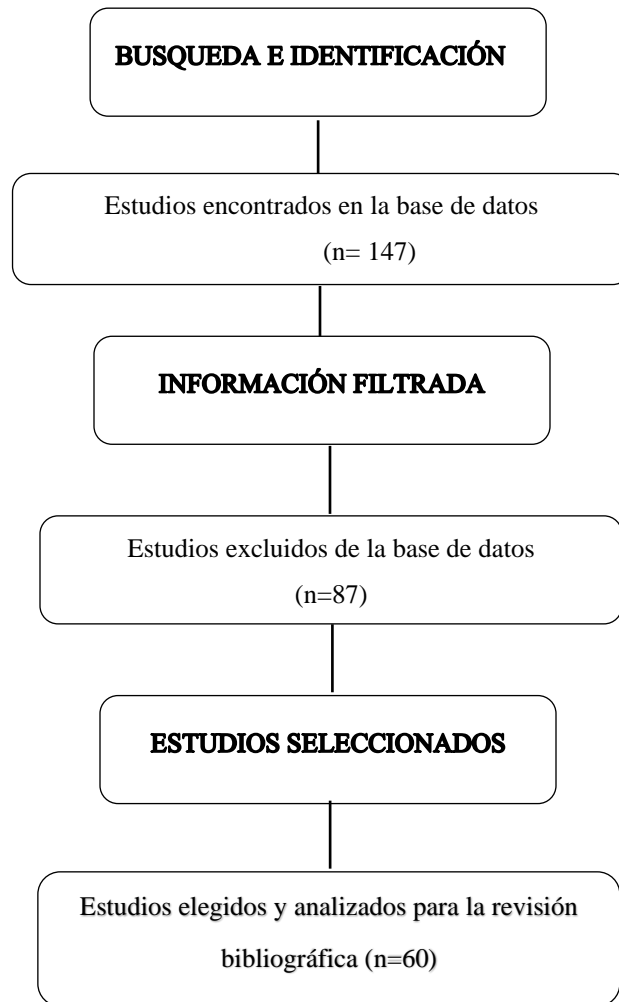 BUSQUEDA E IDENTIFICACIÓN
Estudios encontrados en la base de datos
(n= 147)
INFORMACIÓN FILTRADA
Estudios excluidos de la base de datos
(n=87)
ESTUDIOS SELECCIONADOS
Estudios elegidos y analizados para la revisión
bibliográfica (n=60)